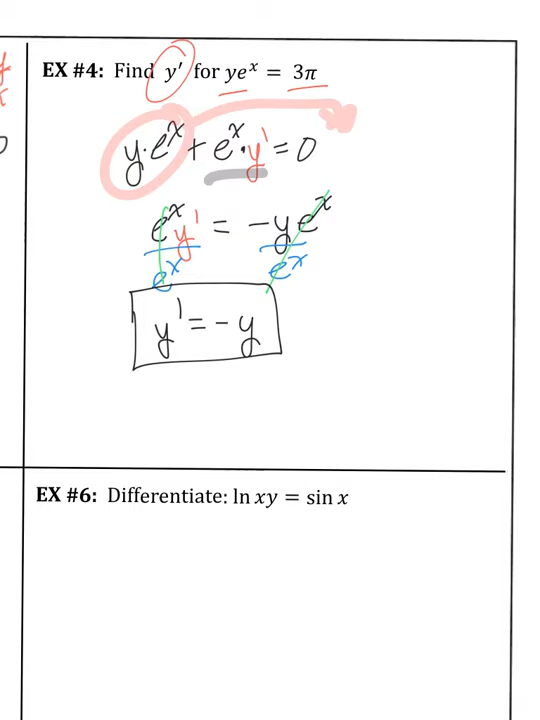 EX #4: Find y′ for ye^x = 3π
y·e^x + e^x·y' = 0
e^x y' = -ye^x
e^x e^x
y' = -y
EX #6: Differentiate: ln xy = sin x